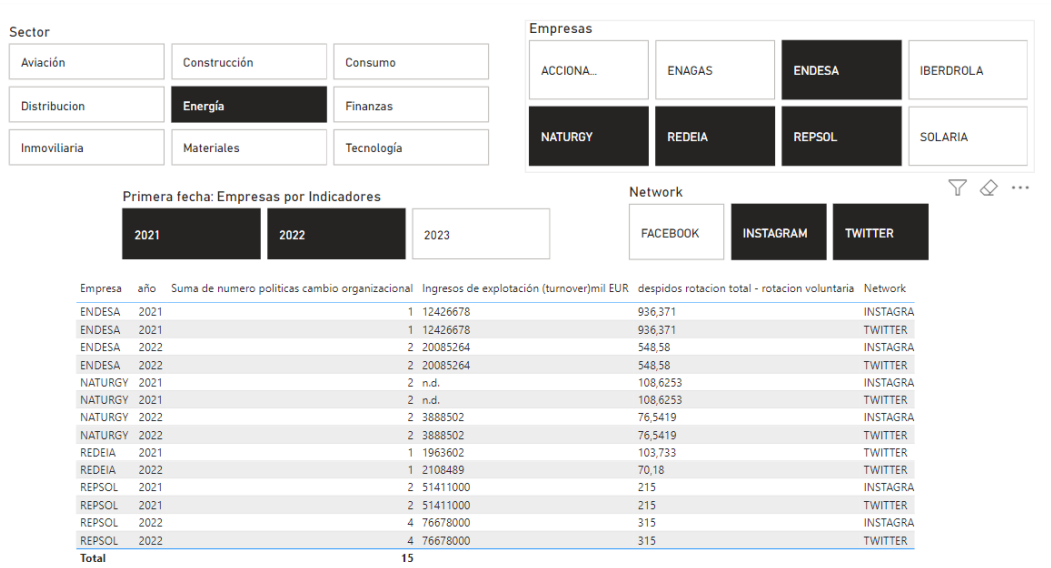 Sector
Aviación Construcción Consumo
Distribucion Energía Finanzas
Inmoviliaria Materiales Tecnología
Empresas
ACCIONA... ENAGAS ENDESA IBERDROLA
NATURGY REDEIA REPSOL SOLARIA
Primera fecha: Empresas por Indicadores
2021 2022 2023
Network
FACEBOOK INSTAGRAM TWITTER
Empresa año Suma de numero politicas cambio organizacional Ingresos de explotación (turnover)mil EUR despidos rotacion total - rotacion voluntaria Network
ENDESA 2021 1 12426678 936,371 INSTAGRA
ENDESA 2021 1 12426678 936,371 TWITTER
ENDESA 2022 2 20085264 548,58 INSTAGRA
ENDESA 2022 2 20085264 548,58 TWITTER
NATURGY 2021 2 n.d. 108,6253 INSTAGRA
NATURGY 2021 2 n.d. 108,6253 TWITTER
NATURGY 2022 2 3888502 76,5419 INSTAGRA
NATURGY 2022 2 3888502 76,5419 TWITTER
REDEIA 2021 1 1963602 103,733 TWITTER
REDEIA 2022 1 2108489 70,18 TWITTER
REPSOL 2021 2 51411000 215 INSTAGRA
REPSOL 2021 2 51411000 215 TWITTER
REPSOL 2022 4 76678000 315 INSTAGRA
REPSOL 2022 4 76678000 315 TWITTER
Total 15